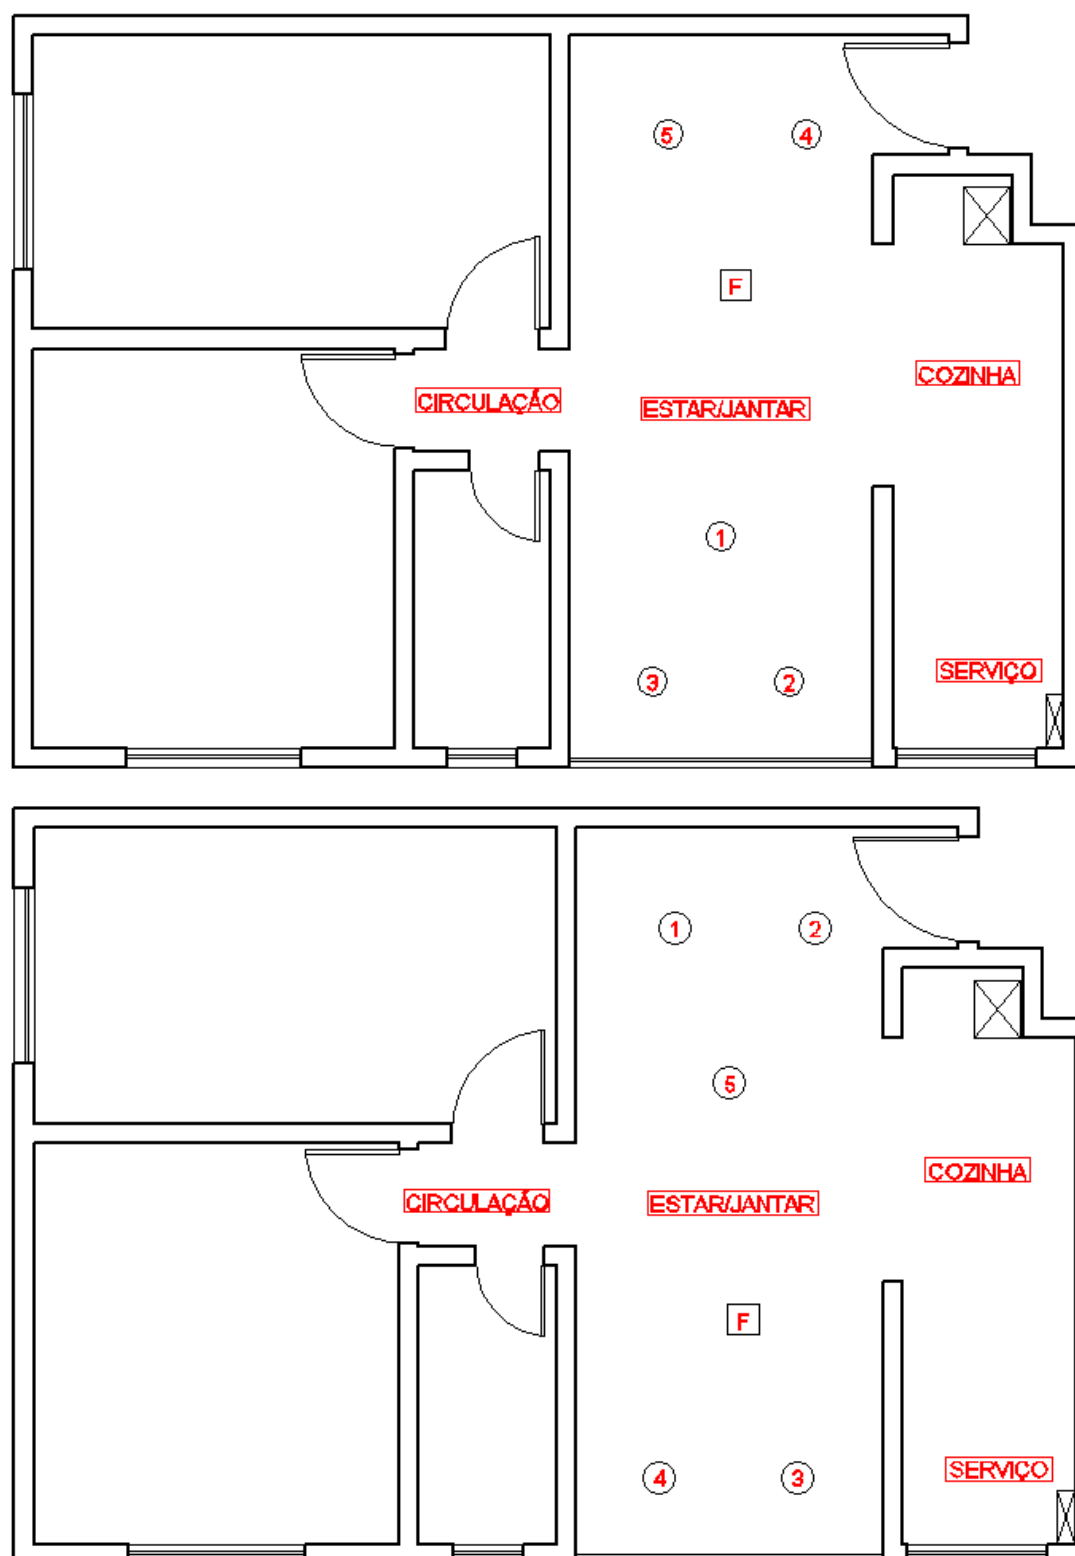 5 4
F
COZINHA
CIRCULAÇÃO ESTAR/JANTAR
1
SERVIÇO
3 2
1 2
5
COZINHA
CIRCULAÇÃO ESTAR/JANTAR
F
SERVIÇO
4 3